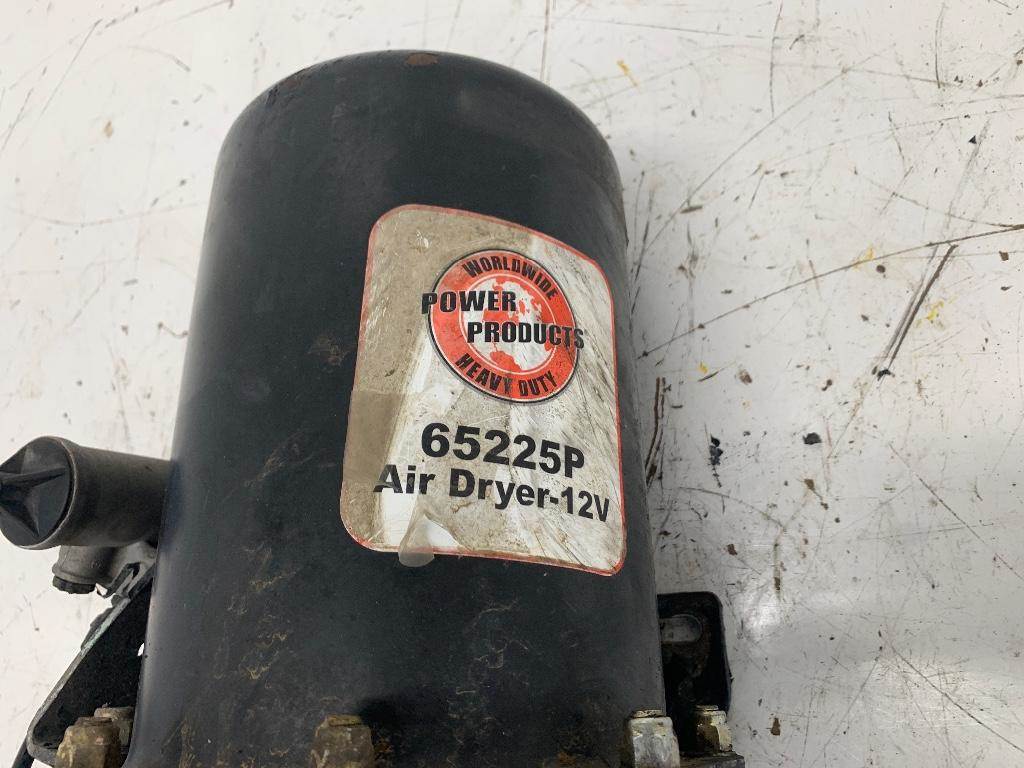 WORLDWIDE
POWER
PRODUCTS
HEAVY DUTY
65225P
Air Dryer-12V